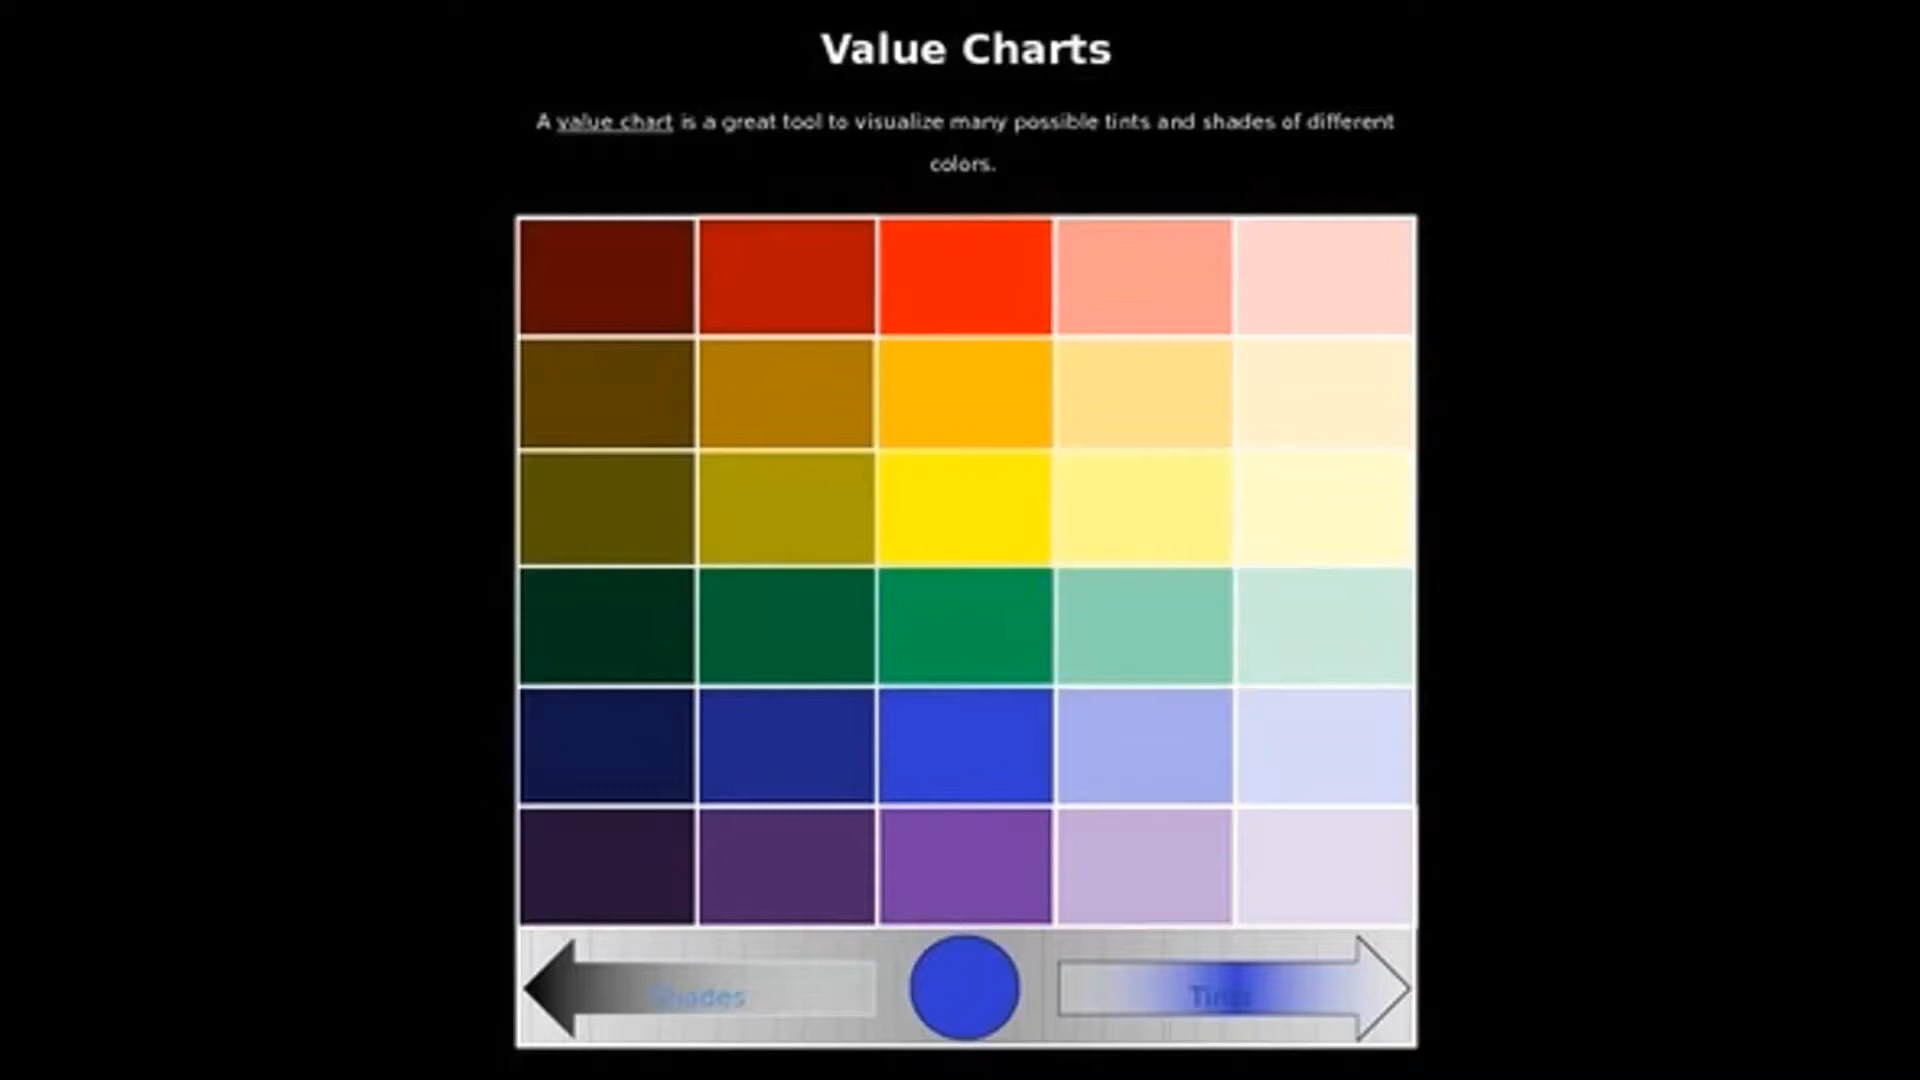 Value Charts
A value chart is a great tool to visualize many possible tints and shades of different
colors.
Shades
Tints